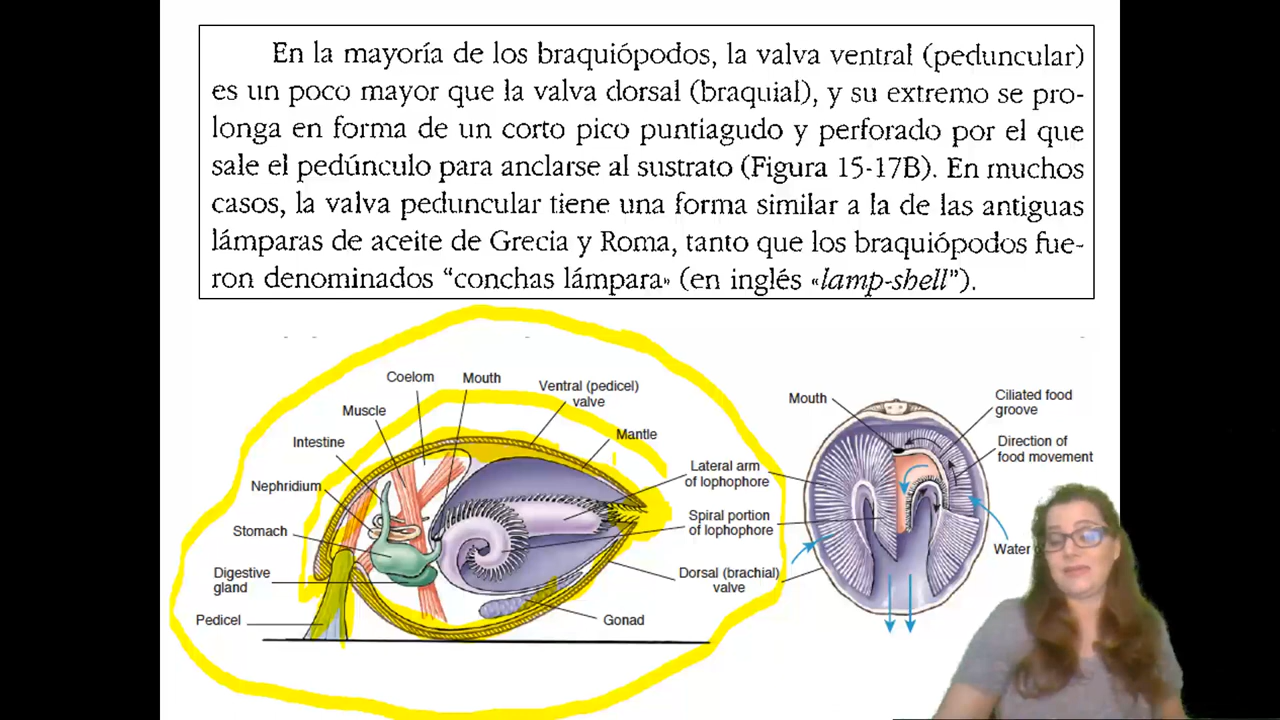 En la mayoría de los braquiópodos, la valva ventral (peduncular)
es un poco mayor que la valva dorsal (braquial), y su extremo se pro-
longa en forma de un corto pico puntiagudo y perforado por el que
sale el pedúnculo para anclarse al sustrato (Figura 15-17B). En muchos
casos, la valva peduncular tiene una forma similar a la de las antiguas
lámparas de aceite de Grecia y Roma, tanto que los braquiópodos fue-
ron denominados "conchas lámpara» (en inglés «lamp-shell").
Coelom
Mouth
Ventral (pedicel)
valve
Muscle
Mantle
Intestine
Lateral arm
of lophophore
Nephridium
Spiral portion
of lophophore
Stomach
Digestive
gland
Dorsal (brachial)
valve
Pedicel
Gonad
Mouth
Ciliated food
groove
Direction of
food movement
Water